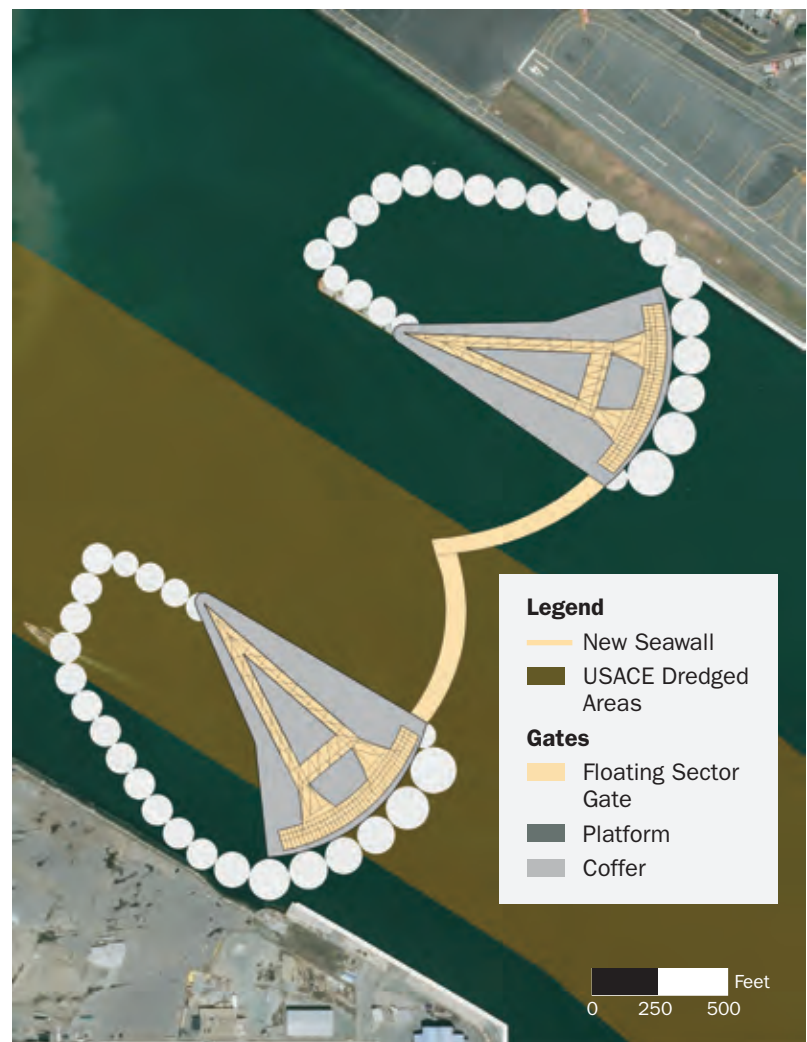 Legend
New Seawall
USACE Dredged
Areas
Gates
Floating Sector
Gate
Platform
Coffer
Feet
0 250 500